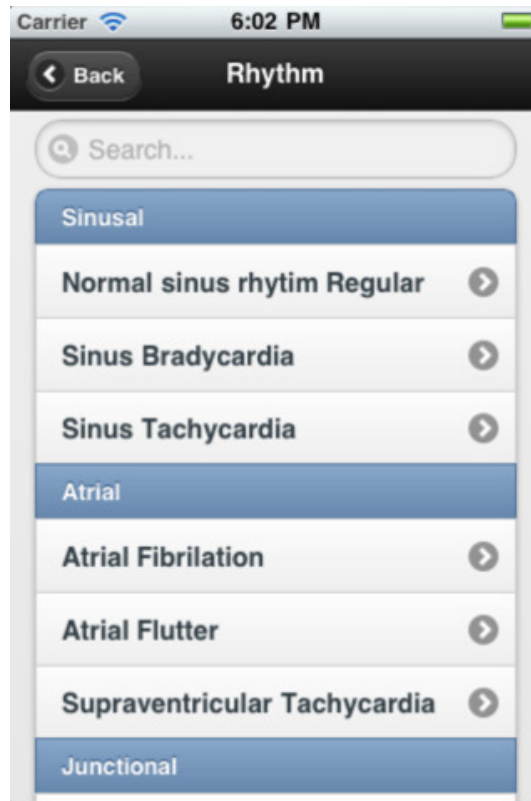 Carrier 6:02 PM
Back Rhythm
Search...
Sinusal
Normal sinus rhytim Regular
Sinus Bradycardia
Sinus Tachycardia
Atrial
Atrial Fibrilation
Atrial Flutter
Supraventricular Tachycardia
Junctional